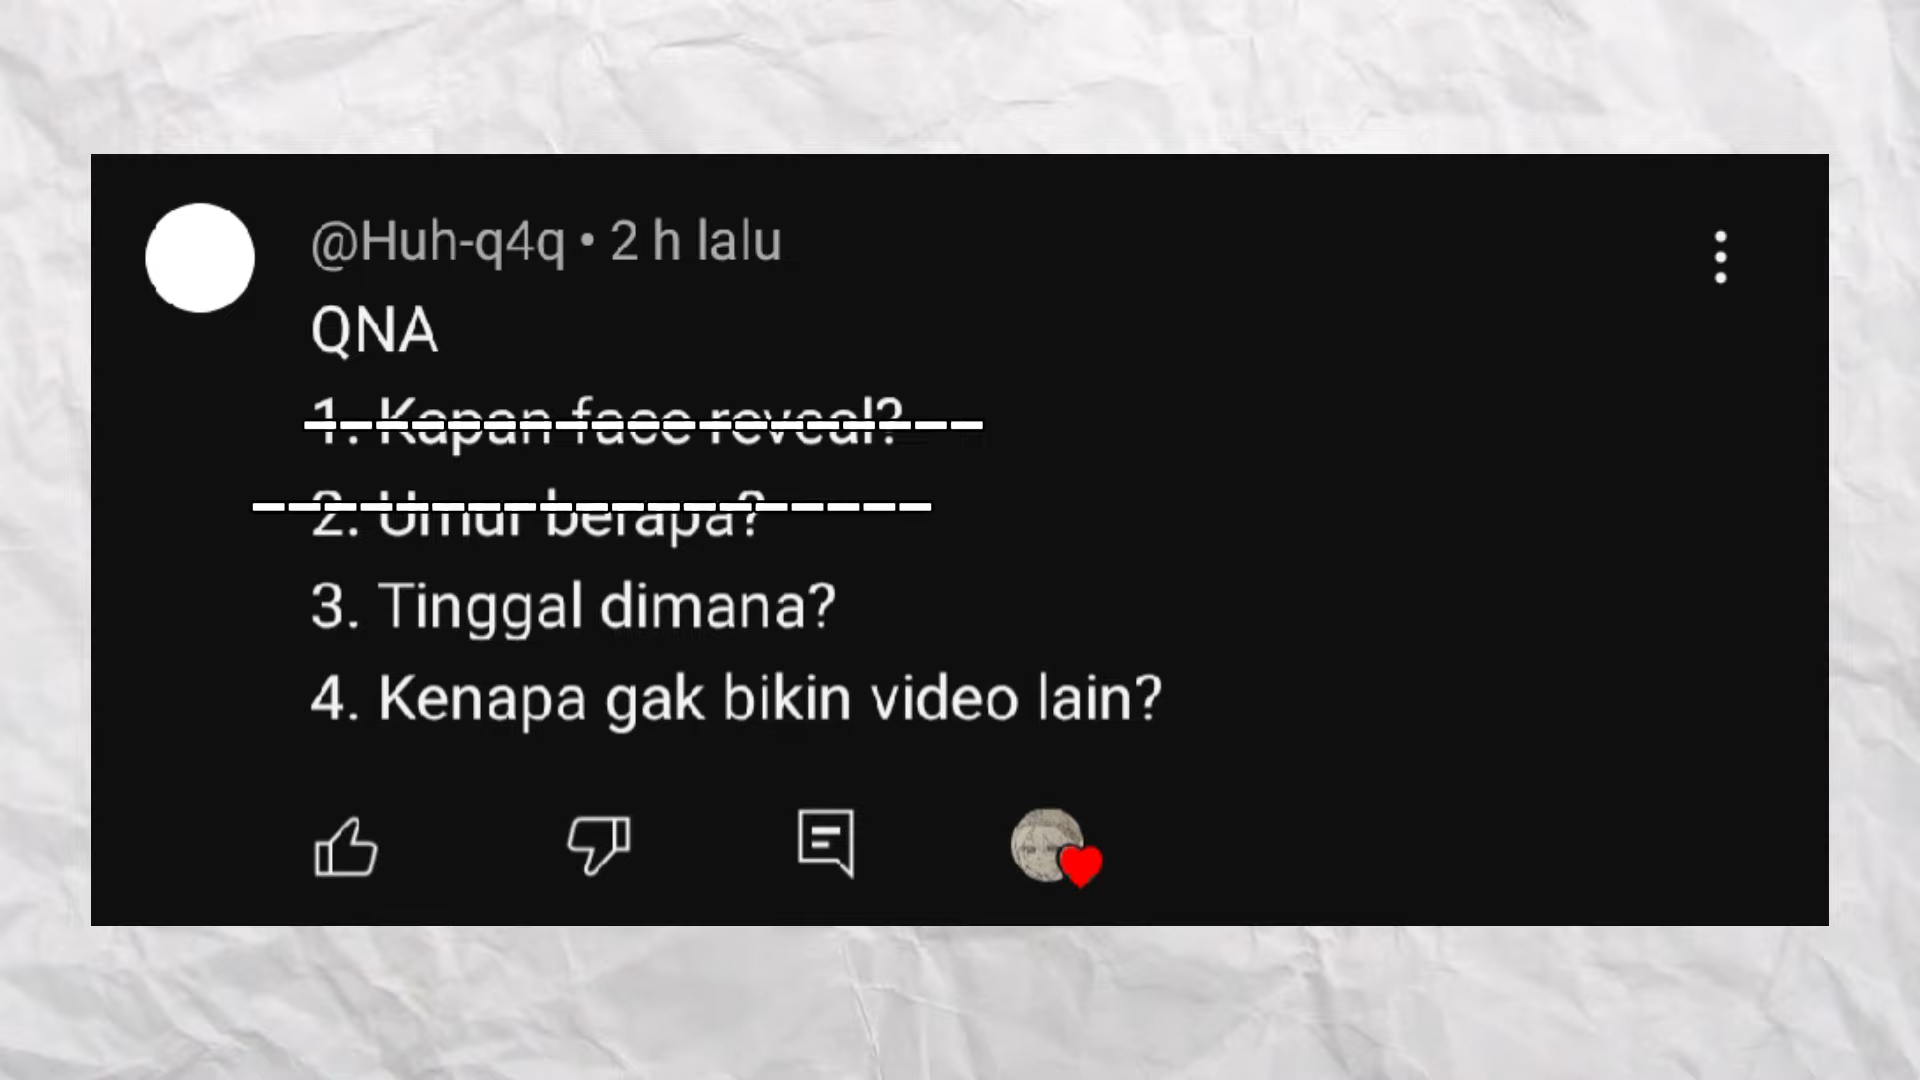 @Huh-q4q • 2 h lalu
QNA
1. Kapan face reveal?
2. Umur berapa?
3. Tinggal dimana?
4. Kenapa gak bikin video lain?